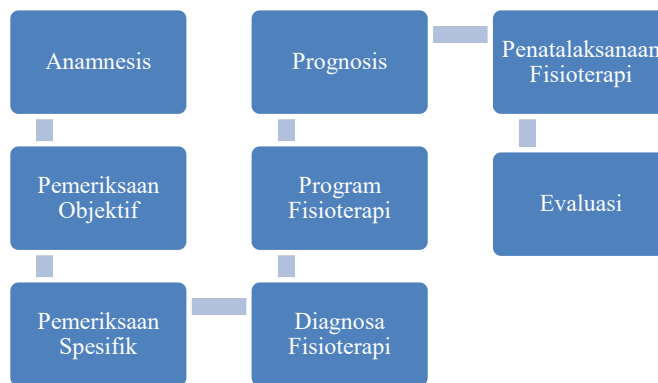 Anamnesis
Pemeriksaan
Objektif
Pemeriksaan
Spesifik
Diagnosa
Fisioterapi
Program
Fisioterapi
Prognosis
Penatalaksanaan
Fisioterapi
Evaluasi